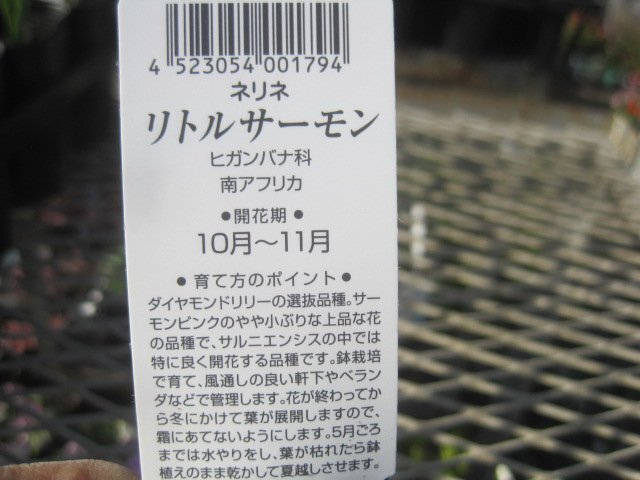 4 523054 001794
ネリネ
リトルサーモン
ヒガンバナ科
南アフリカ
●開花期●
10月～11月
●育て方のポイント●
ダイヤモンドリリーの選抜品種。サー
モンピンクのやや小ぶりな上品な花
の品種で、サルニエンシスの中では
特に良く開花する品種です。鉢栽培
で育て、風通しの良い軒下やベラン
ダなどで管理します。花が終わってか
ら冬にかけて葉が展開しますので、
霜にあてないようにします。5月ごろ
までは水やりをし、葉が枯れたら鉢
植えのまま乾かして夏越しさせます。